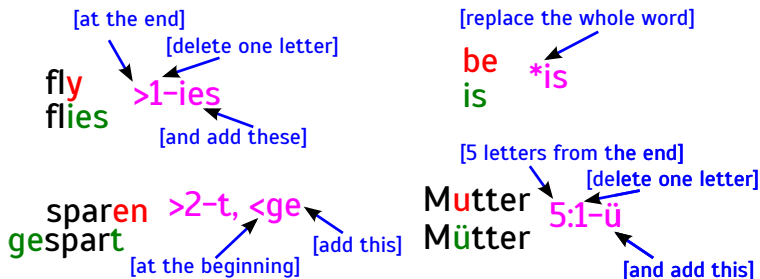 [at the end]
[delete one letter]
fly
flies
>1-ies
[and add these]
[replace the whole word]
be
is
*is
sparen
gespart
>2-t, <ge
[at the beginning]
[add this]
[5 letters from the end]
[delete one letter]
Mutter
Mütter
5:1-ü
[and add this]